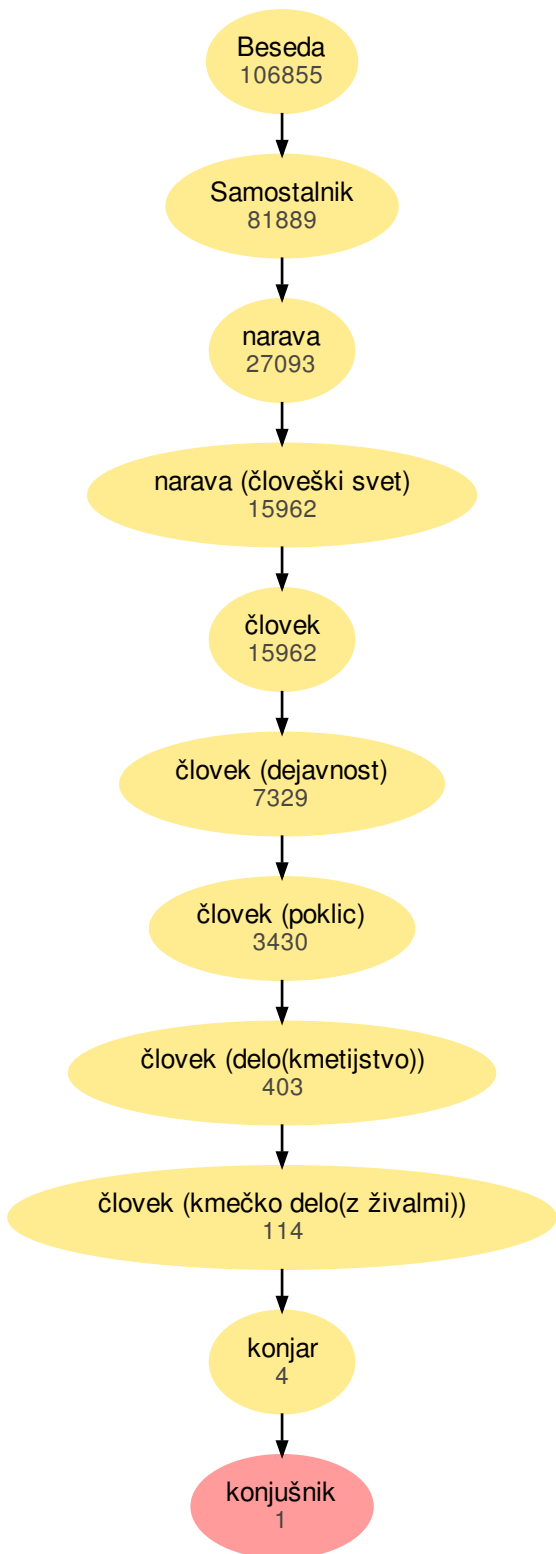 Beseda
106855
Samostalnik
81889
narava
27093
narava (človeški svet)
15962
človek
15962
človek (dejavnost)
7329
človek (poklic)
3430
človek (delo(kmetijstvo))
403
človek (kmečko delo(z živalmi))
114
konjar
4
konjušnik
1